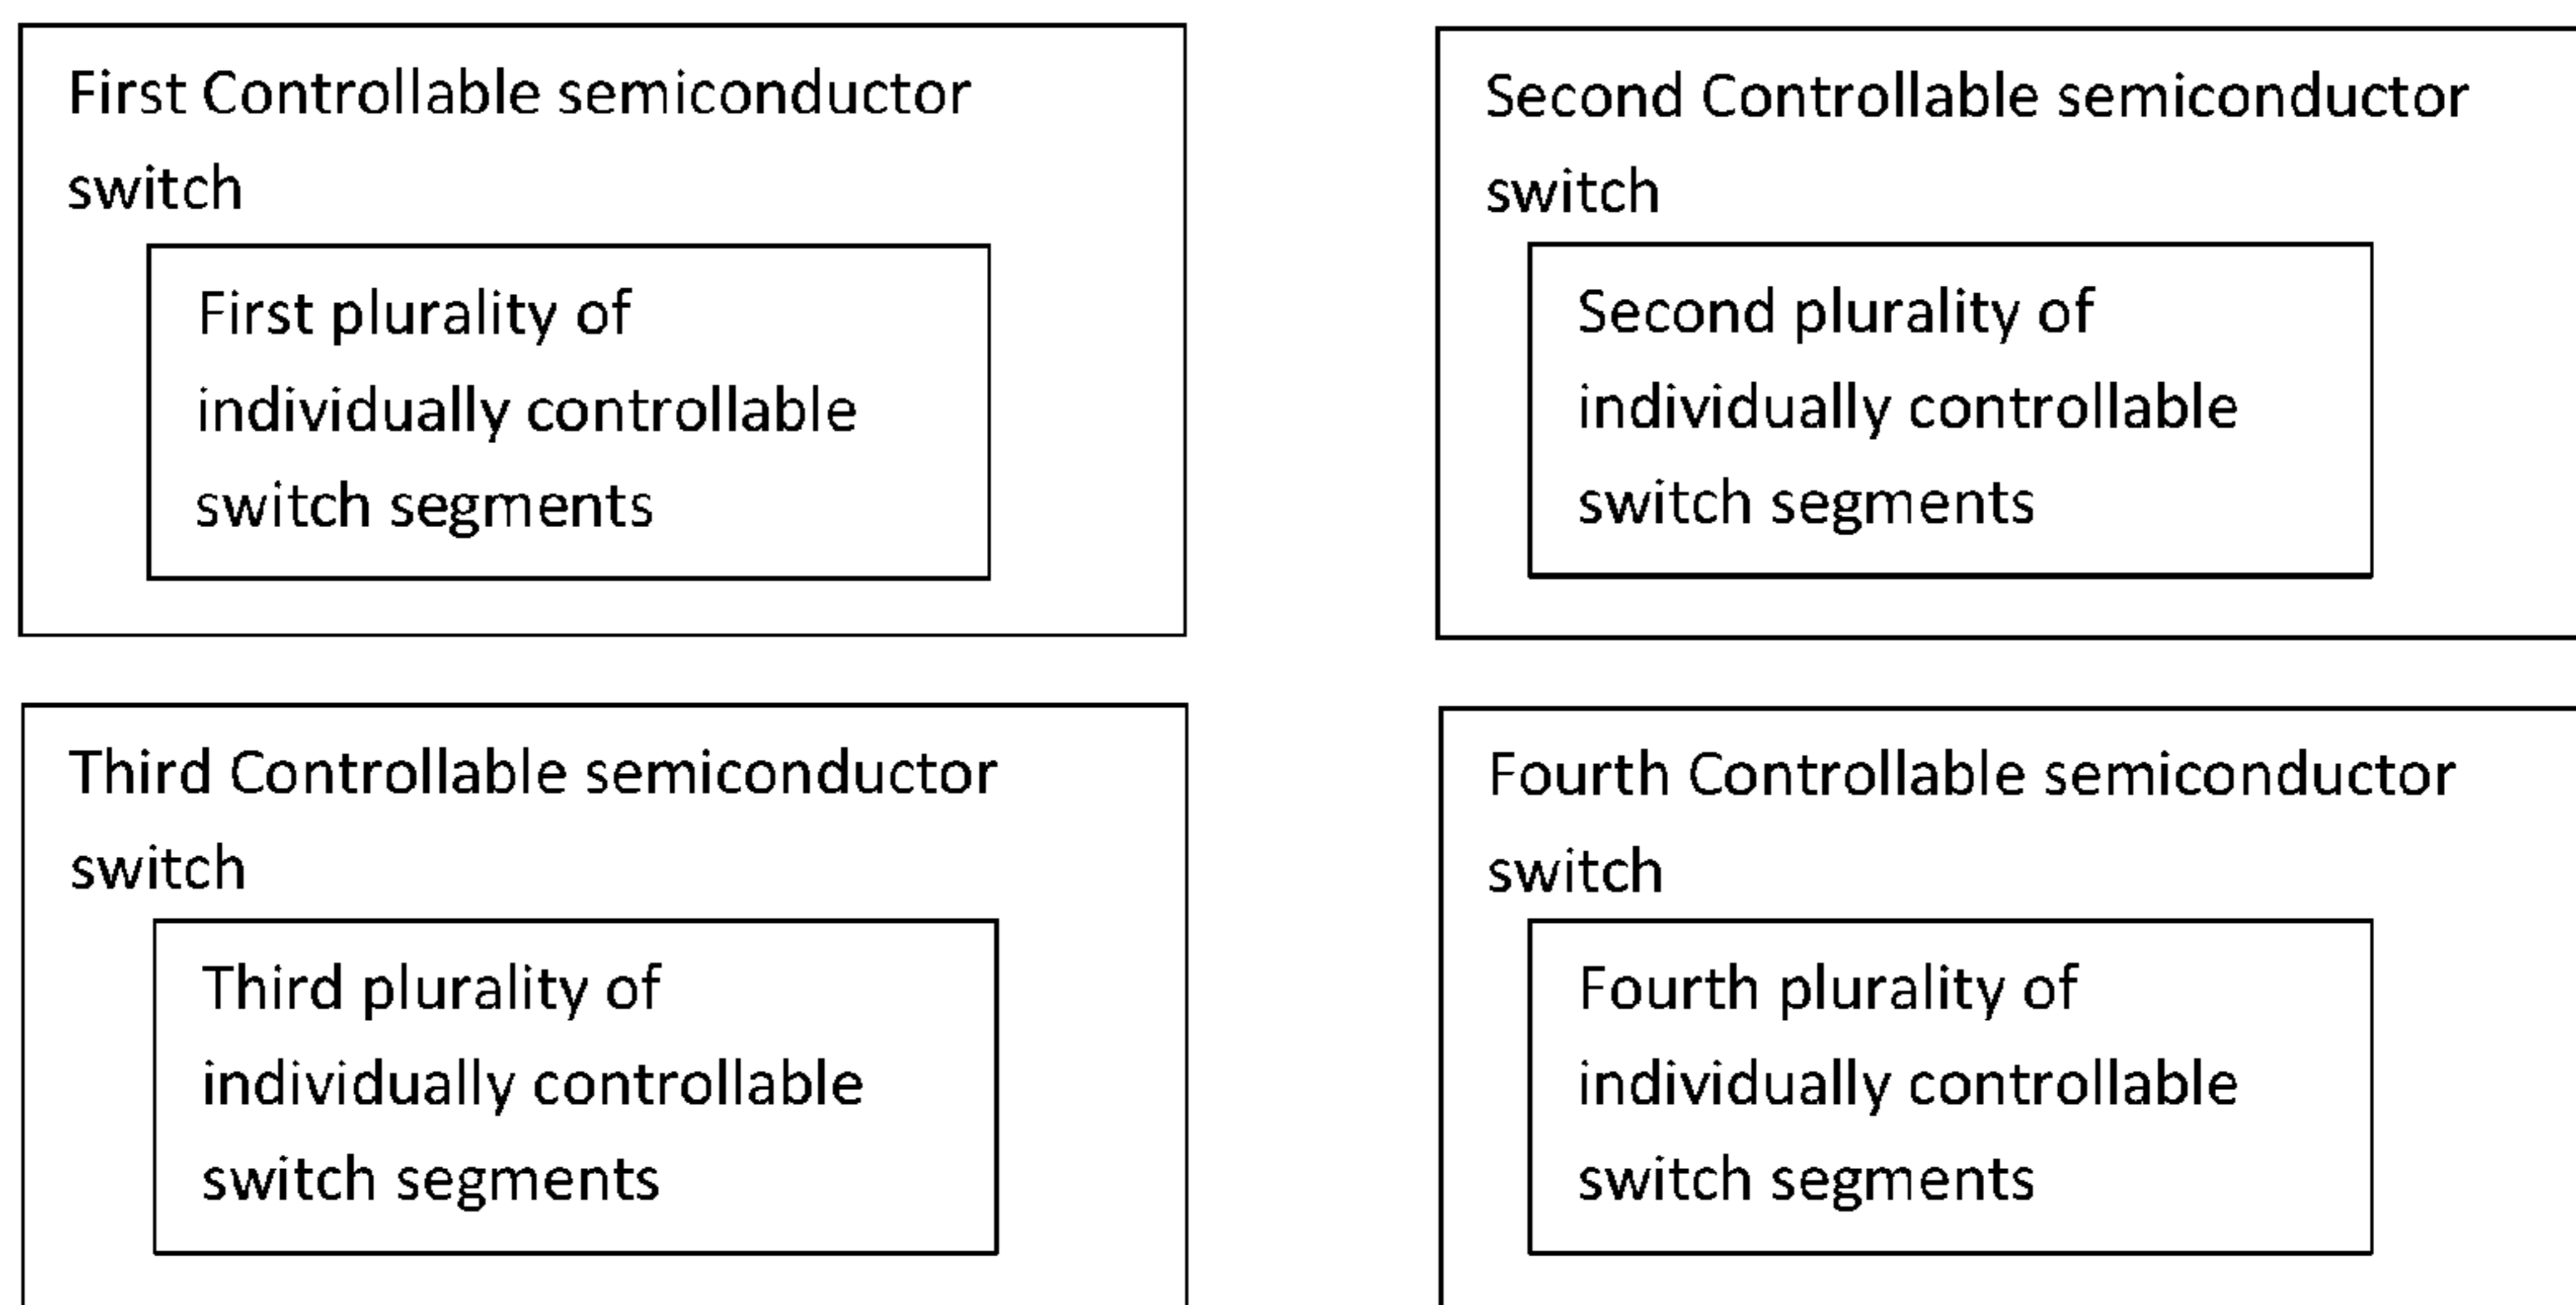 First Controllable semiconductor
switch
First plurality of
individually controllable
switch segments
Second Controllable semiconductor
switch
Second plurality of
individually controllable
switch segments
Third Controllable semiconductor
switch
Third plurality of
individually controllable
switch segments
Fourth Controllable semiconductor
switch
Fourth plurality of
individually controllable
switch segments